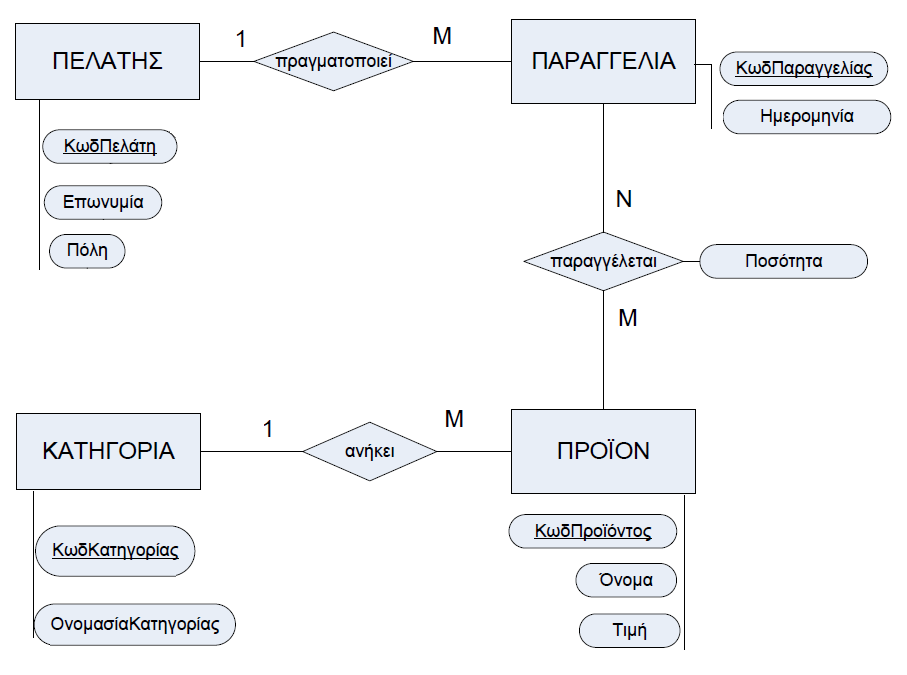 ΠΕΛΑΤΗΣ
1
πραγματοποιεί
M
ΠΑΡΑΓΓΕΛΙΑ
ΚωδΠαραγγελίας
Ημερομηνία
ΚωδΠελάτη
Επωνυμία
Πόλη
N
παραγγέλεται
Ποσότητα
M
ΚΑΤΗΓΟΡΙΑ
1
ανήκει
M
ΠΡΟΪΟΝ
ΚωδΚατηγορίας
ΟνομασίαΚατηγορίας
ΚωδΠροϊόντος
Όνομα
Τιμή